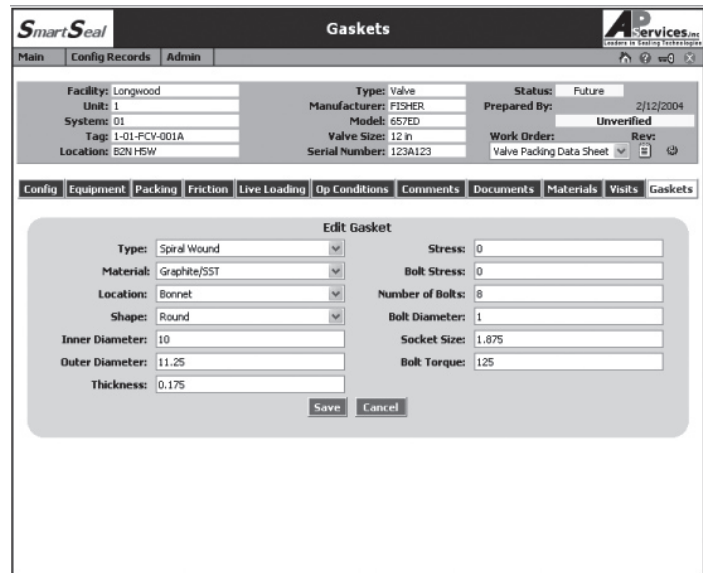 SmartSeal
Gaskets
AP Services, Inc
Leaders in Sealing Technologies
Main Config Records Admin
Facility: Longwood
Type: Valve
Status: Future
Unit: 1
Manufacturer: FISHER
Prepared By: 2/12/2004
System: 01
Model: 657ED
Unverified
Tag: 1-01-FCV-001A
Valve Size: 12 in
Work Order: Rev:
Location: B2N H5W
Serial Number: 123A123
Valve Packing Data Sheet
Config Equipment Packing Friction Live Loading Op Conditions Comments Documents Materials Visits Gaskets
Edit Gasket
Type: Spiral Wound
Stress: 0
Material: Graphite/SST
Bolt Stress: 0
Location: Bonnet
Number of Bolts: 8
Shape: Round
Bolt Diameter: 1
Inner Diameter: 10
Socket Size: 1.875
Outer Diameter: 11.25
Bolt Torque: 125
Thickness: 0.175
Save Cancel